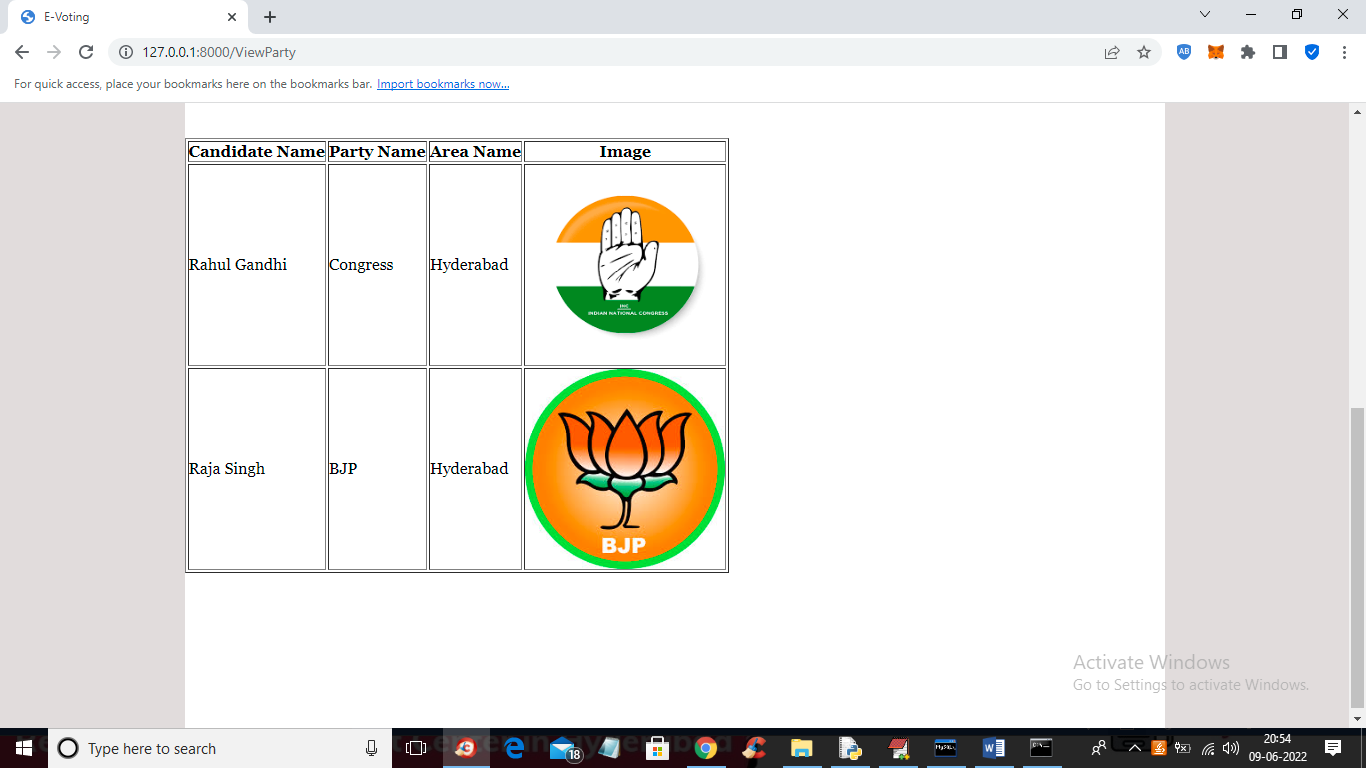 E-Voting
127.0.0.1:8000/ViewParty
AB
For quick access, place your bookmarks here on the bookmarks bar. Import bookmarks now...
Candidate Name Party Name Area Name Image
Rahul Gandhi Congress Hyderabad
INC
INDIAN NATIONAL CONGRESS
Raja Singh BJP Hyderabad
BJP
Activate Windows
Go to Settings to activate Windows.
Type here to search
18
MySQL
20:54
09-06-2022